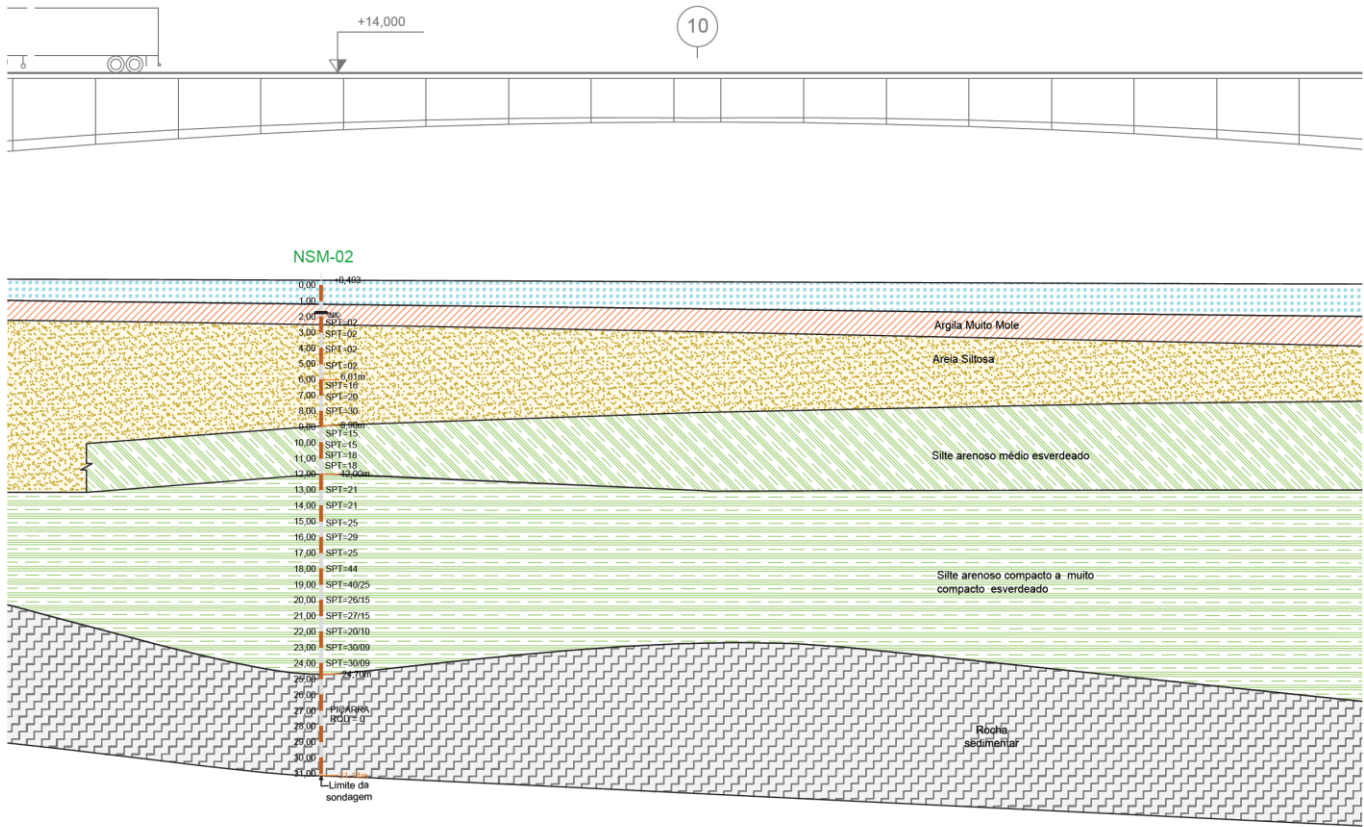 +14,000
10
NSM-02
+0,493
0,00
1,00
2,00
SPT=02
3,00
SPT=02
4,00
SPT=02
5,00
SPT=02
6,01m
6,00
SPT=16
7,00
SPT=20
8,00
SPT=30
8,90m
SPT=15
10,00
SPT=15
11,00
SPT=18
SPT=18
12,00
12,00m
13,00
SPT=21
14,00
SPT=21
15,00
SPT=25
16,00
SPT=29
17,00
SPT=25
18,00
SPT=44
19,00
SPT=40/25
20,00
SPT=26/15
21,00
SPT=27/15
22,00
SPT=20/10
23,00
SPT=30/09
24,00
SPT=30/09
24,70m
25,00
26,00
27,00
PIÇARRA
RQD = 0
28,00
29,00
30,00
31,00
Limite da
sondagem
Argila Muito Mole
Areia Siltosa
Silte arenoso médio esverdeado
Silte arenoso compacto a muito
compacto esverdeado
Rocha
sedimentar